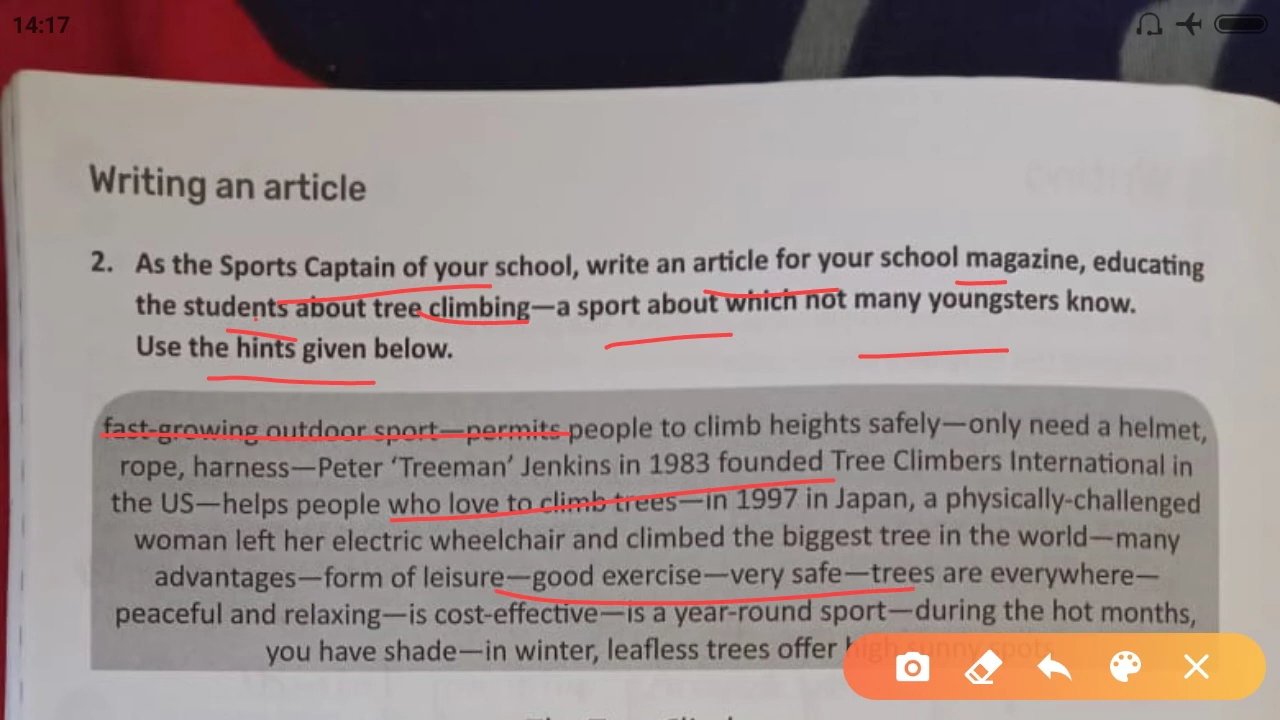 14:17
Writing an article
2. As the Sports Captain of your school, write an article for your school magazine, educating
the students about tree climbing—a sport about which not many youngsters know.
Use the hints given below.
fast-growing outdoor sport—permits people to climb heights safely—only need a helmet,
rope, harness—Peter ‘Treeman’ Jenkins in 1983 founded Tree Climbers International in
the US—helps people who love to climb trees—in 1997 in Japan, a physically-challenged
woman left her electric wheelchair and climbed the biggest tree in the world—many
advantages—form of leisure—good exercise—very safe—trees are everywhere—
peaceful and relaxing—is cost-effective—is a year-round sport—during the hot months,
you have shade—in winter, leafless trees offer high sunny spots